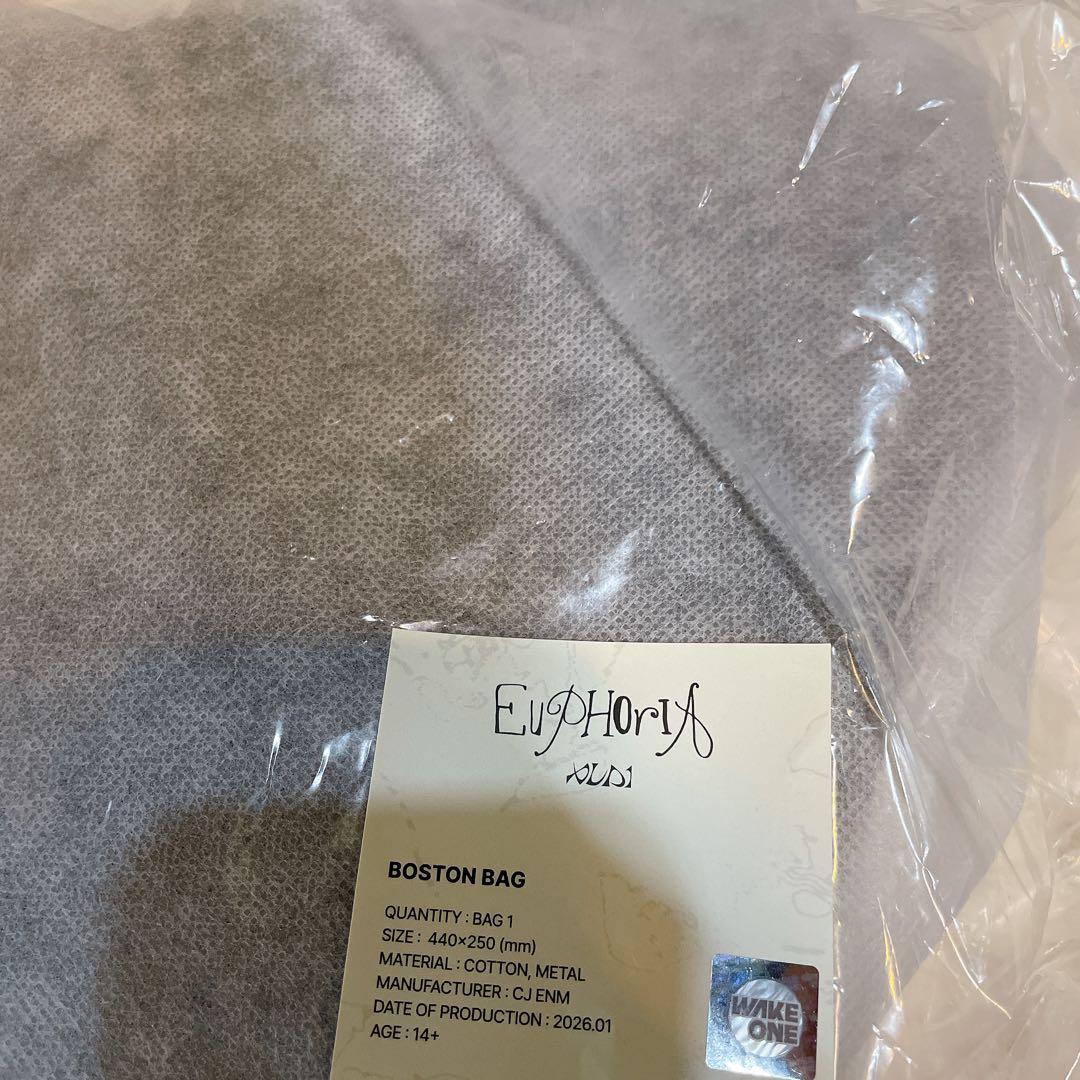 EuPHOrIA
ALD1
BOSTON BAG
QUANTITY : BAG 1
SIZE : 440×250 (mm)
MATERIAL : COTTON, METAL
MANUFACTURER : CJ ENM
DATE OF PRODUCTION : 2026.01
AGE : 14+
WAKE
ONE